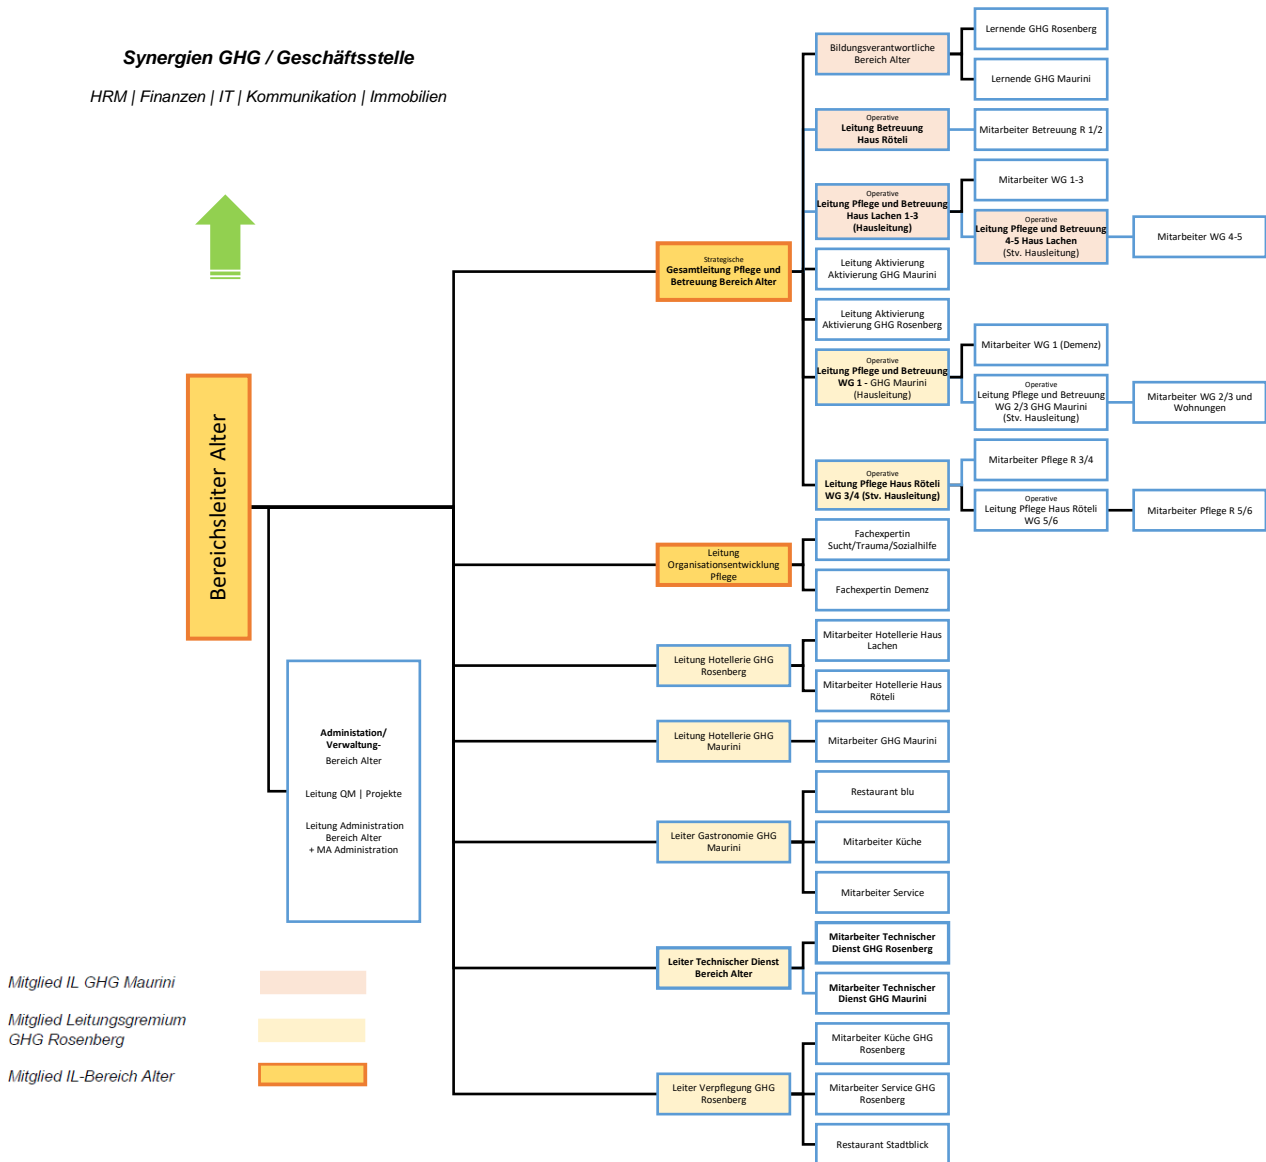 Synergien GHG / Geschäftsstelle
HRM | Finanzen | IT | Kommunikation | Immobilien
Bereichsleiter Alter
Administation/
Verwaltung-
Bereich Alter
Leitung QM | Projekte
Leitung Administration
Bereich Alter
+ MA Administration
Strategische
Gesamtleitung Pflege und
Betreuung Bereich Alter
Bildungsverantwortliche
Bereich Alter
Lernende GHG Rosenberg
Lernende GHG Maurini
Operative
Leitung Betreuung
Haus Röteli
Mitarbeiter Betreuung R 1/2
Operative
Leitung Pflege und Betreuung
Haus Lachen 1-3
(Hausleitung)
Mitarbeiter WG 1-3
Operative
Leitung Pflege und Betreuung
4-5 Haus Lachen
(Stv. Hausleitung)
Mitarbeiter WG 4-5
Leitung Aktivierung
Aktivierung GHG Maurini
Leitung Aktivierung
Aktivierung GHG Rosenberg
Operative
Leitung Pflege und Betreuung
WG 1 - GHG Maurini
(Hausleitung)
Mitarbeiter WG 1 (Demenz)
Operative
Leitung Pflege und Betreuung
WG 2/3 GHG Maurini
(Stv. Hausleitung)
Mitarbeiter WG 2/3 und
Wohnungen
Operative
Leitung Pflege Haus Röteli
WG 3/4 (Stv. Hausleitung)
Mitarbeiter Pflege R 3/4
Operative
Leitung Pflege Haus Röteli
WG 5/6
Mitarbeiter Pflege R 5/6
Leitung
Organisationsentwicklung
Pflege
Fachexpertin
Sucht/Trauma/Sozialhilfe
Fachexpertin Demenz
Leitung Hotellerie GHG
Rosenberg
Mitarbeiter Hotellerie Haus
Lachen
Mitarbeiter Hotellerie Haus
Röteli
Leitung Hotellerie GHG
Maurini
Mitarbeiter GHG Maurini
Leiter Gastronomie GHG
Maurini
Restaurant blu
Mitarbeiter Küche
Mitarbeiter Service
Leiter Technischer Dienst
Bereich Alter
Mitarbeiter Technischer
Dienst GHG Rosenberg
Mitarbeiter Technischer
Dienst GHG Maurini
Leiter Verpflegung GHG
Rosenberg
Mitarbeiter Küche GHG
Rosenberg
Mitarbeiter Service GHG
Rosenberg
Restaurant Stadtblick
Mitglied IL GHG Maurini
Mitglied Leitungsgremium
GHG Rosenberg
Mitglied IL-Bereich Alter